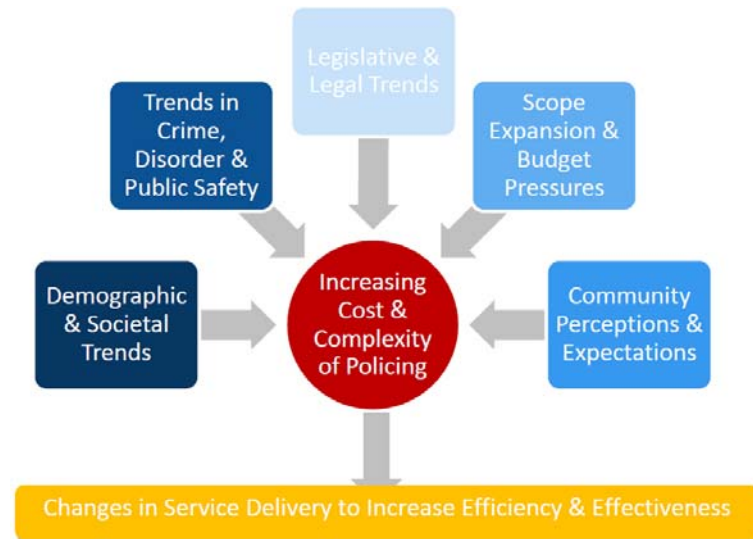 Legislative &
Legal Trends
Trends in
Crime,
Disorder &
Public Safety
Scope
Expansion &
Budget
Pressures
Demographic
& Societal
Trends
Increasing
Cost &
Complexity
of Policing
Community
Perceptions &
Expectations
Changes in Service Delivery to Increase Efficiency & Effectiveness